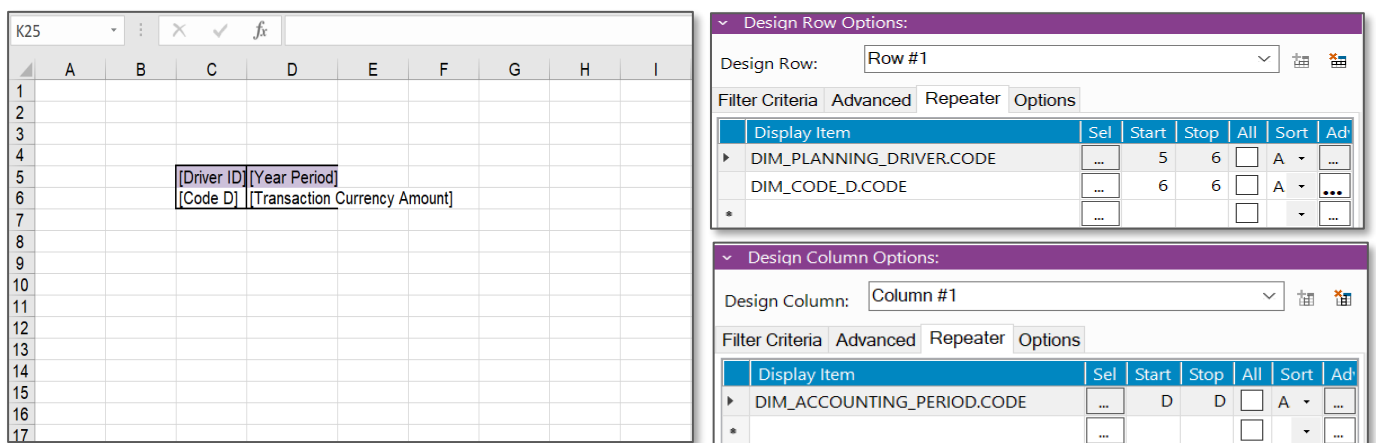 K25 fx
A B C D E F G H I
1
2
3
4
5 [Driver ID] [Year Period]
6 [Code D] [Transaction Currency Amount]
7
8
9
10
11
12
13
14
15
16
17
Design Row Options:
Design Row: Row #1
Filter Criteria Advanced Repeater Options
Display Item Sel Start Stop All Sort Ad
DIM_PLANNING_DRIVER.CODE ... 5 6 A ...
DIM_CODE_D.CODE ... 6 6 A ...
* ... ...
Design Column Options:
Design Column: Column #1
Filter Criteria Advanced Repeater Options
Display Item Sel Start Stop All Sort Ad
DIM_ACCOUNTING_PERIOD.CODE ... D D A ...
* ... ...